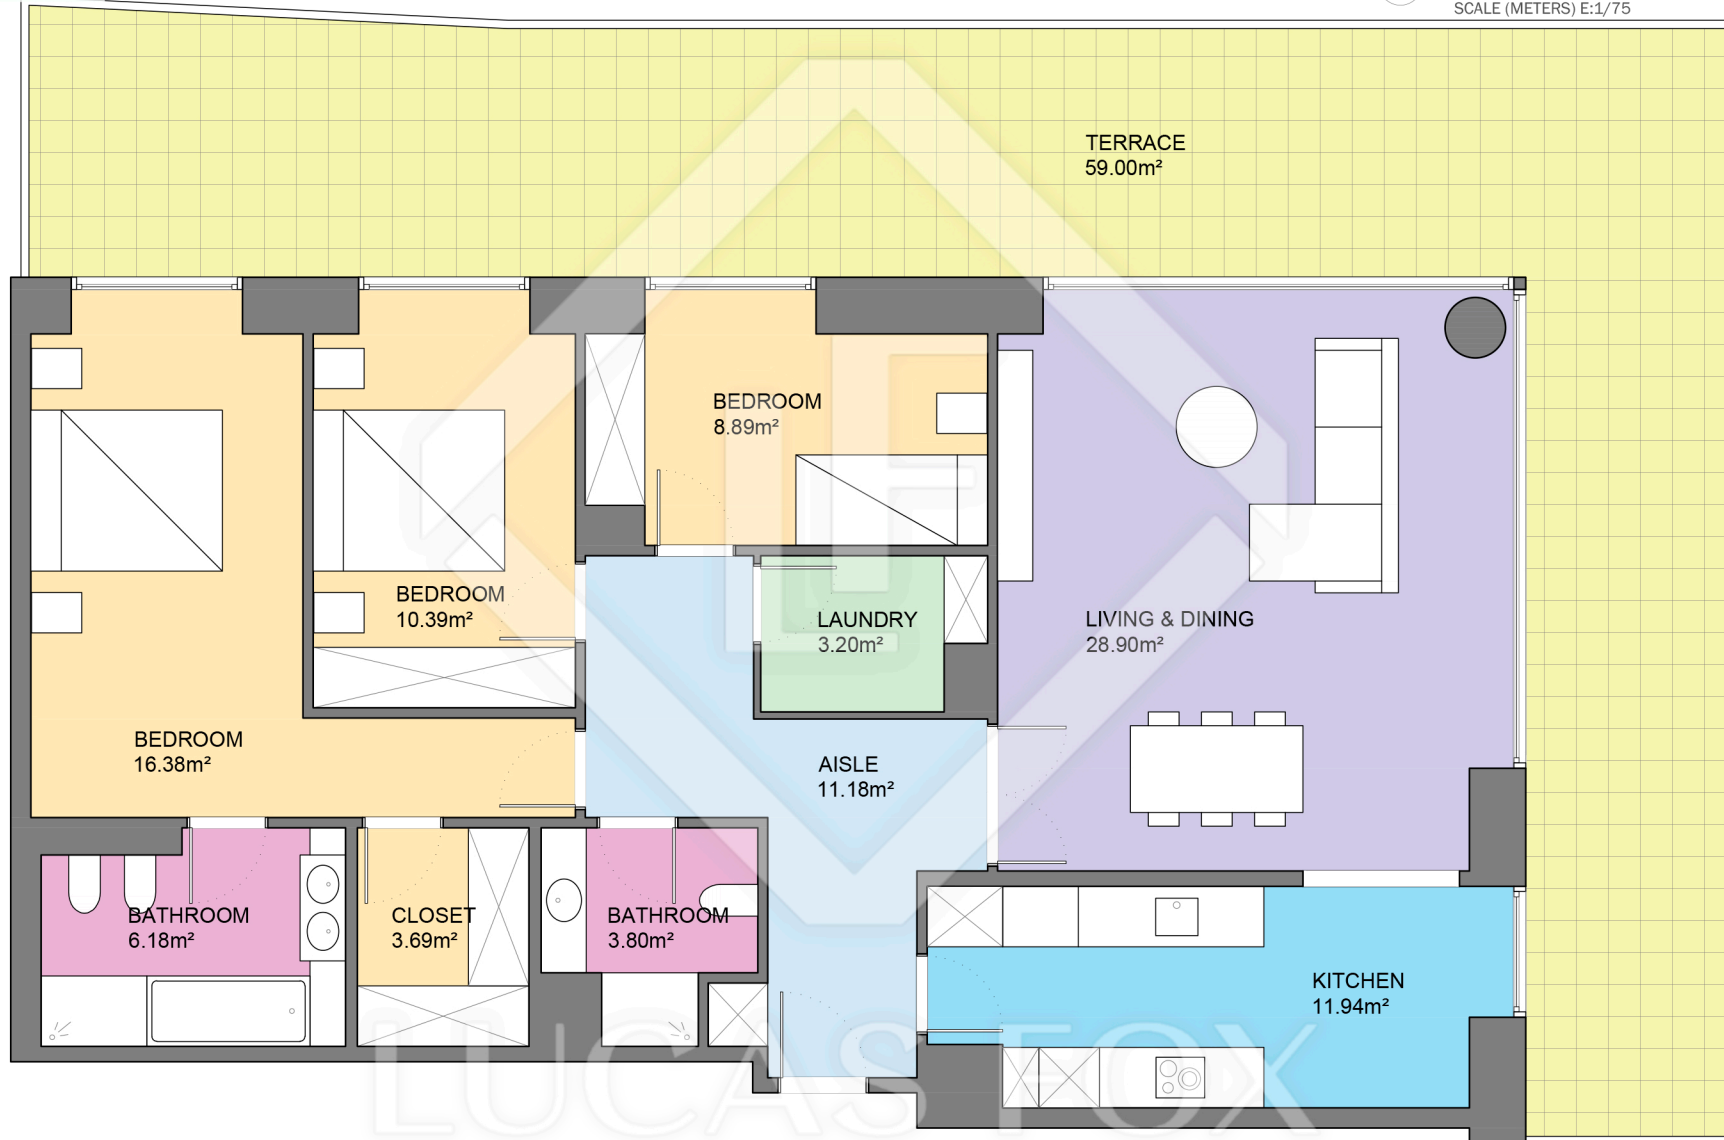 SCALE (METERS) E:1/75
TERRACE
59.00m²
BEDROOM
8.89m²
BEDROOM
10.39m²
LAUNDRY
3.20m²
LIVING & DINING
28.90m²
BEDROOM
16.38m²
AISLE
11.18m²
BATHROOM
6.18m²
CLOSET
3.69m²
BATHROOM
3.80m²
KITCHEN
11.94m²
LF
LUCAS FOX